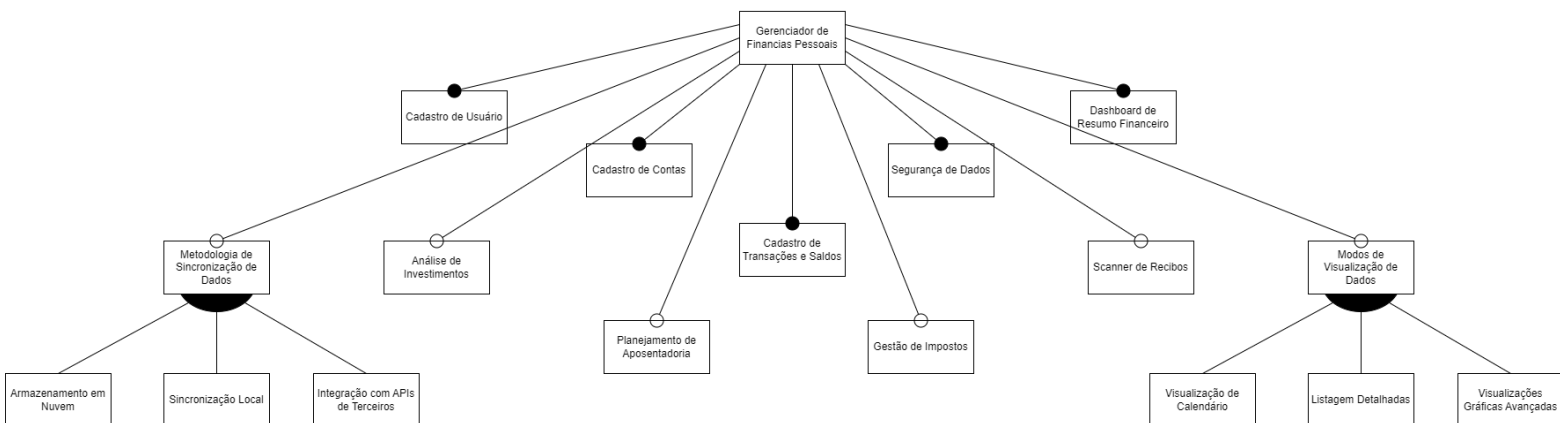 Gerenciador de
Financias Pessoais
Cadastro de Usuário
Dashboard de
Resumo Financeiro
Cadastro de Contas
Segurança de Dados
Metodologia de
Sincronização de
Dados
Análise de
Investimentos
Cadastro de
Transações e Saldos
Scanner de Recibos
Modos de
Visualização de
Dados
Planejamento de
Aposentadoria
Gestão de Impostos
Armazenamento em
Nuvem
Sincronização Local
Integração com APIs
de Terceiros
Visualização de
Calendário
Listagem Detalhadas
Visualizações
Gráficas Avançadas